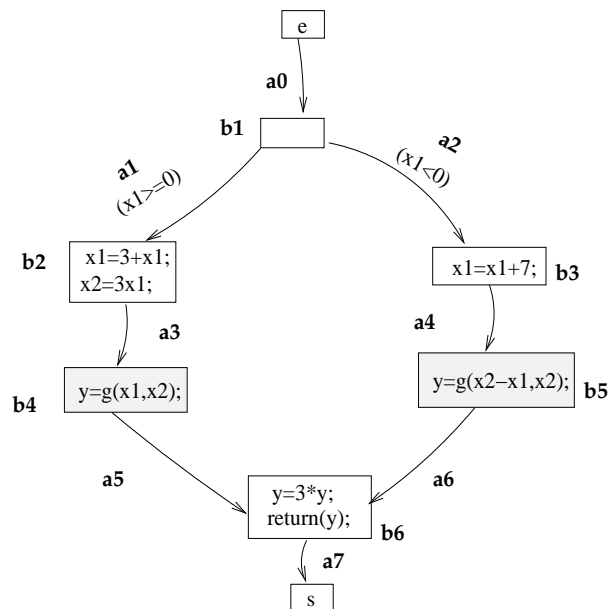 e
a0
b1
a1
(x1>=0)
a2
(x1<0)
b2
x1=3+x1;
x2=3x1;
x1=x1+7;
b3
a3
a4
y=g(x1,x2);
b4
y=g(x2−x1,x2);
b5
a5
a6
y=3*y;
return(y);
b6
a7
s